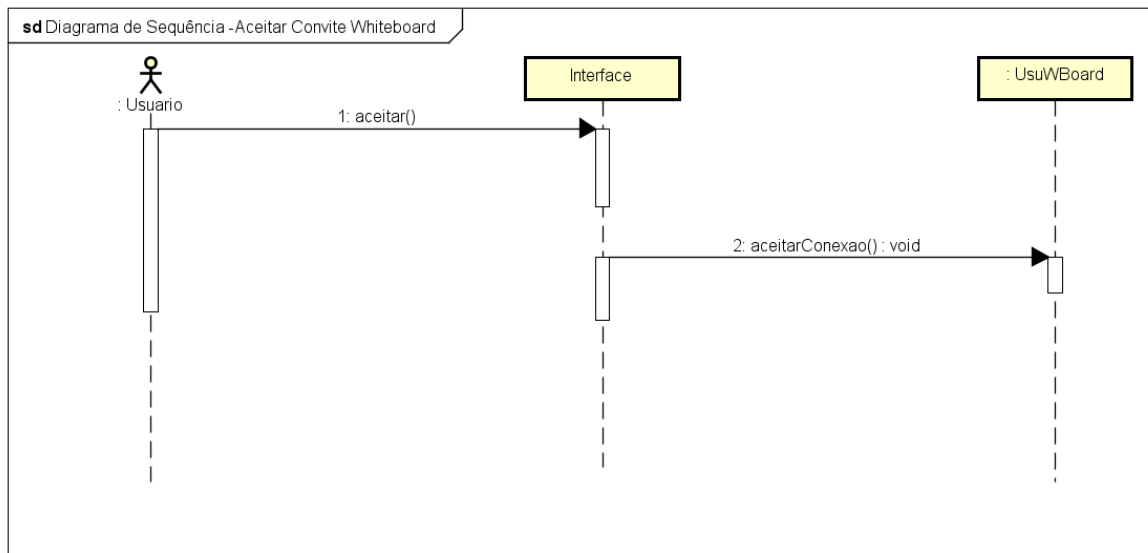 sd Diagrama de Sequência -Aceitar Convite Whiteboard
: Usuario
Interface
: UsuWBoard
1: aceitar()
2: aceitarConexao() : void